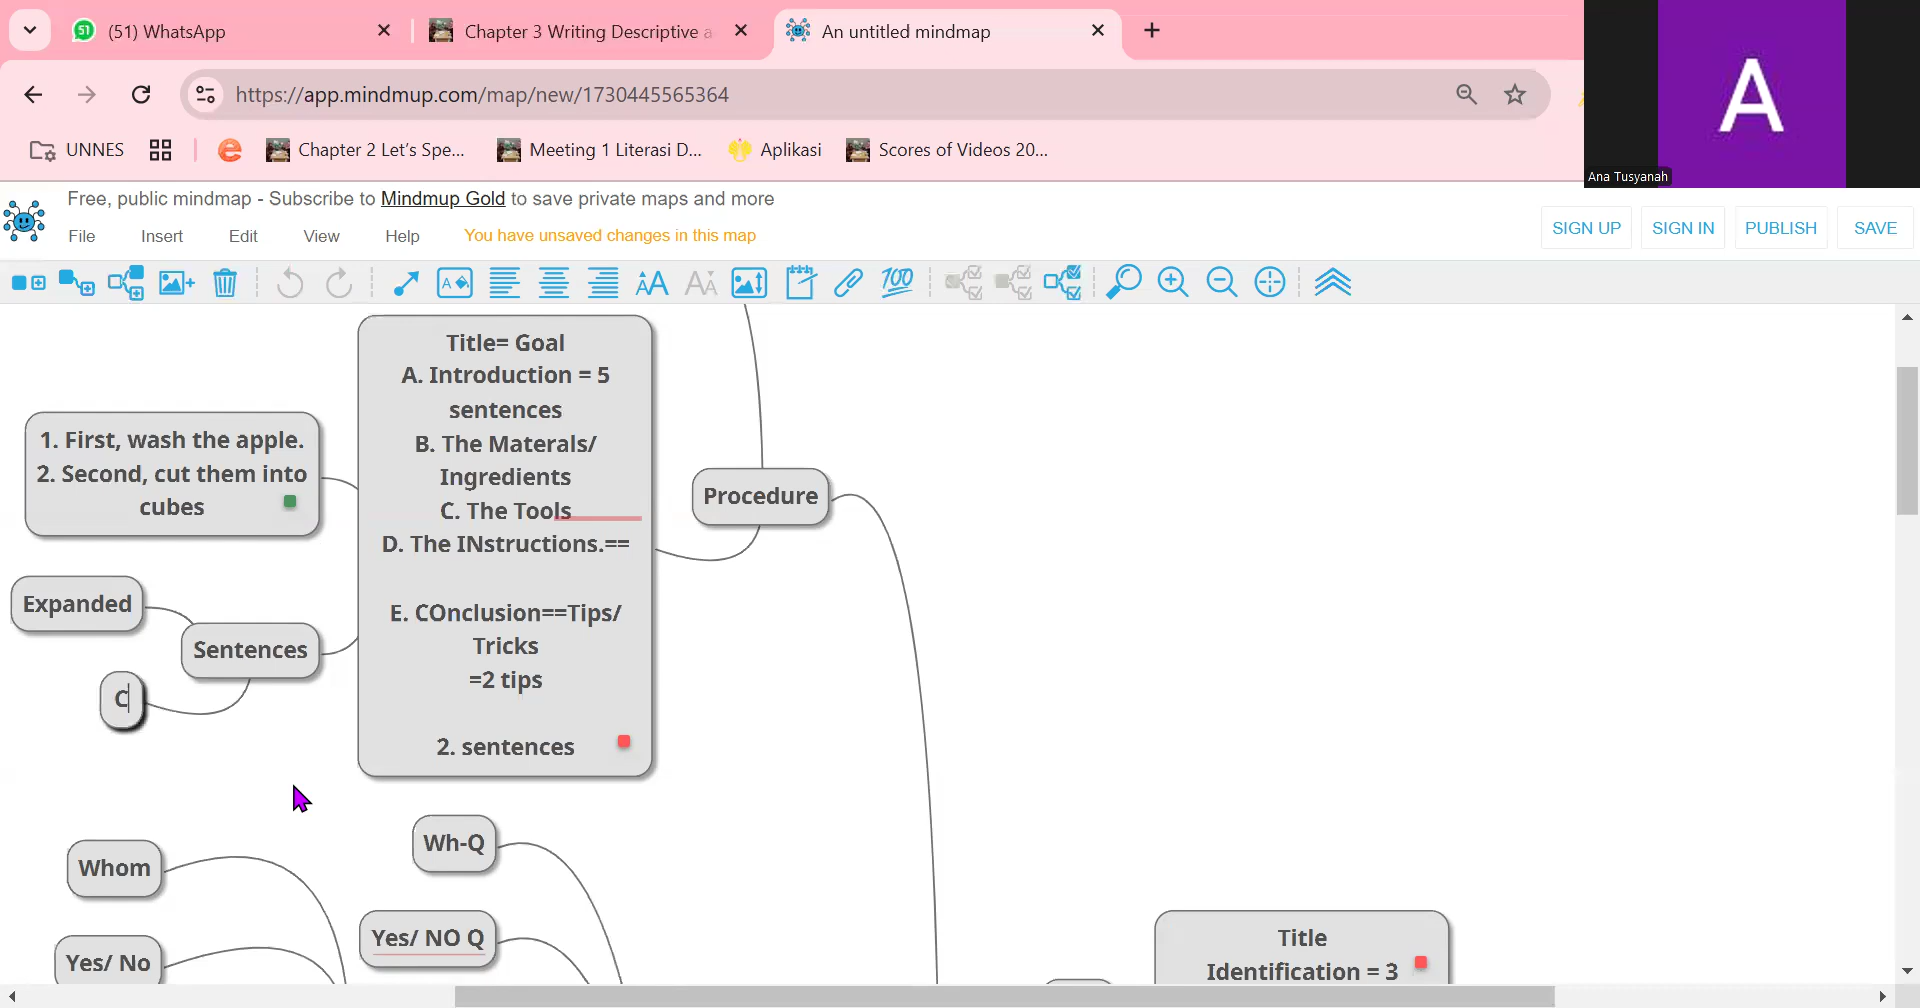 51
(51) WhatsApp
Chapter 3 Writing Descriptive a
An untitled mindmap
https://app.mindmup.com/map/new/1730445565364
UNNES
Chapter 2 Let's Spe...
Meeting 1 Literasi D...
Aplikasi
Scores of Videos 20...
A
Ana Tusyanah
Free, public mindmap - Subscribe to Mindmup Gold to save private maps and more
File
Insert
Edit
View
Help
You have unsaved changes in this map
SIGN UP
SIGN IN
PUBLISH
SAVE
Title= Goal
A. Introduction = 5
sentences
B. The Materals/
Ingredients
C. The Tools
D. The INstructions.==
E. COnclusion==Tips/
Tricks
=2 tips
2. sentences
1. First, wash the apple.
2. Second, cut them into
cubes
Procedure
Expanded
Sentences
C
Wh-Q
Whom
Yes/ NO Q
Yes/ No
Title
Identification = 3